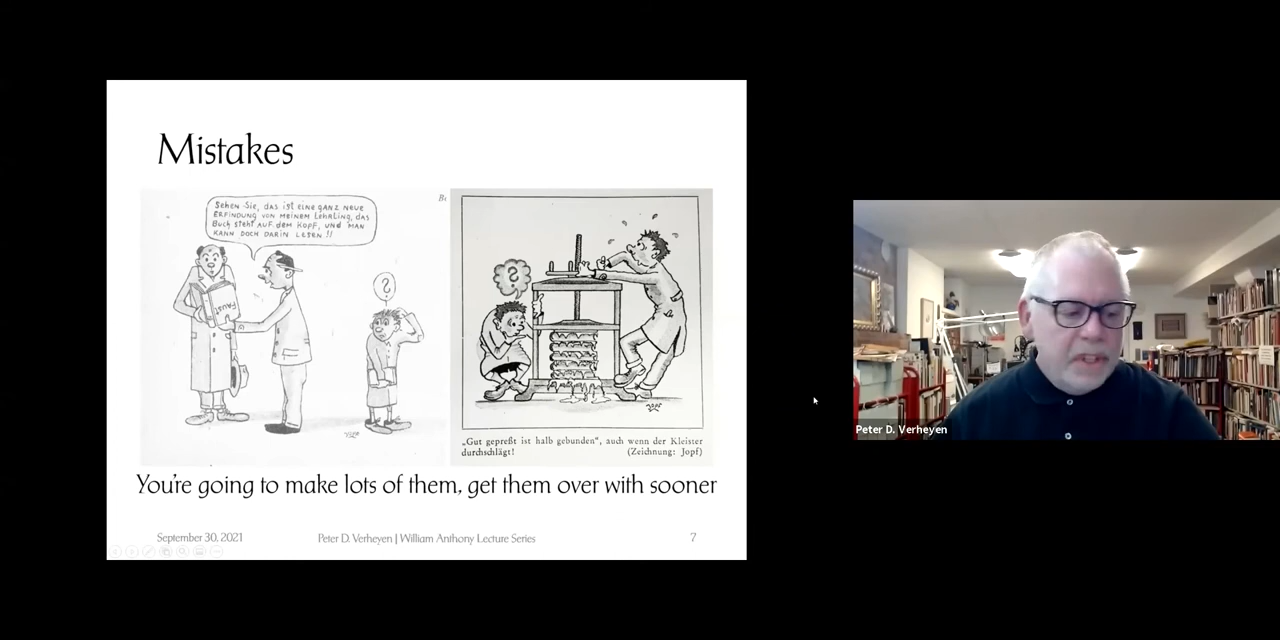 Mistakes
Sehen Sie, das ist eine ganz neue
Erfindung von meinem Lehrling, das
Buch steht auf dem Kopf, und man
kann doch darin lesen!!
FAUST
?
?
„Gut gepreßt ist halb gebunden“, auch wenn der Kleister
durchschlägt! (Zeichnung: Jopf)
You're going to make lots of them, get them over with sooner
September 30, 2021
Peter D. Verheyen | William Anthony Lecture Series
7
Peter D. Verheyen